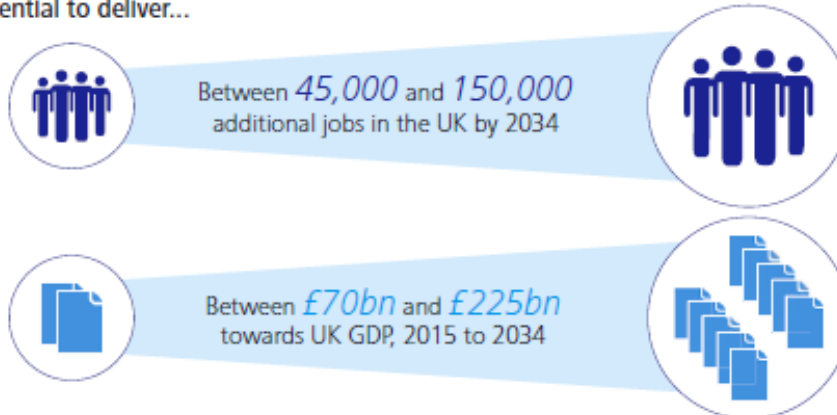 ential to deliver...
Between 45,000 and 150,000
additional jobs in the UK by 2034
Between £70bn and £225bn
towards UK GDP, 2015 to 2034